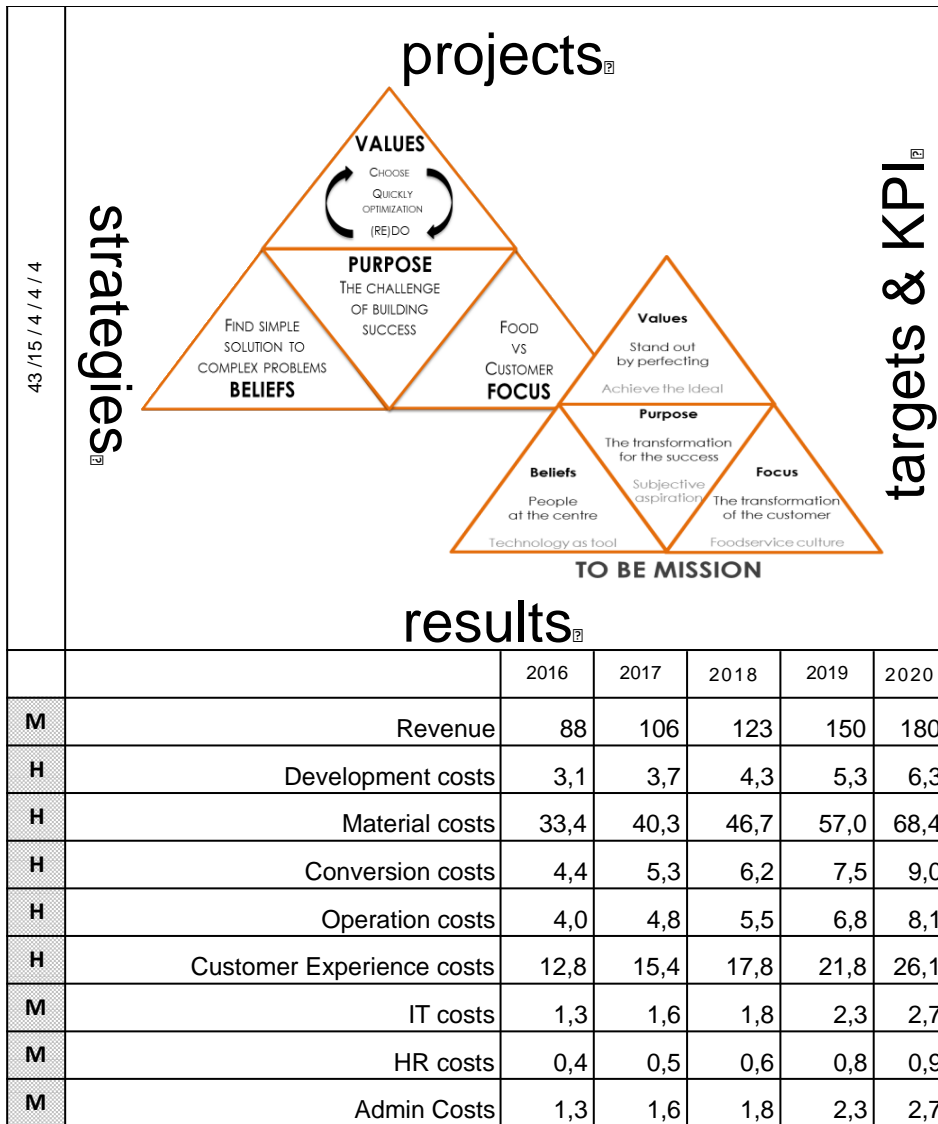 projects
VALUES
CHOOSE
QUICKLY
OPTIMIZATION
(RE)DO
PURPOSE
THE CHALLENGE
OF BUILDING
SUCCESS
FIND SIMPLE
SOLUTION TO
COMPLEX PROBLEMS
BELIEFS
FOOD
VS
CUSTOMER
FOCUS
Values
Stand out
by perfecting
Achieve the Ideal
Purpose
The transformation
for the success
Subjective
aspiration
Beliefs
People
at the centre
Technology as tool
Focus
The transformation
of the customer
Foodservice culture
TO BE MISSION
strategies
43 /15 / 4 / 4 / 4
targets & KPI
results
2016 2017 2018 2019 2020
M Revenue 88 106 123 150 180
H Development costs 3,1 3,7 4,3 5,3 6,3
H Material costs 33,4 40,3 46,7 57,0 68,4
H Conversion costs 4,4 5,3 6,2 7,5 9,0
H Operation costs 4,0 4,8 5,5 6,8 8,1
H Customer Experience costs 12,8 15,4 17,8 21,8 26,1
M IT costs 1,3 1,6 1,8 2,3 2,7
M HR costs 0,4 0,5 0,6 0,8 0,9
M Admin Costs 1,3 1,6 1,8 2,3 2,7